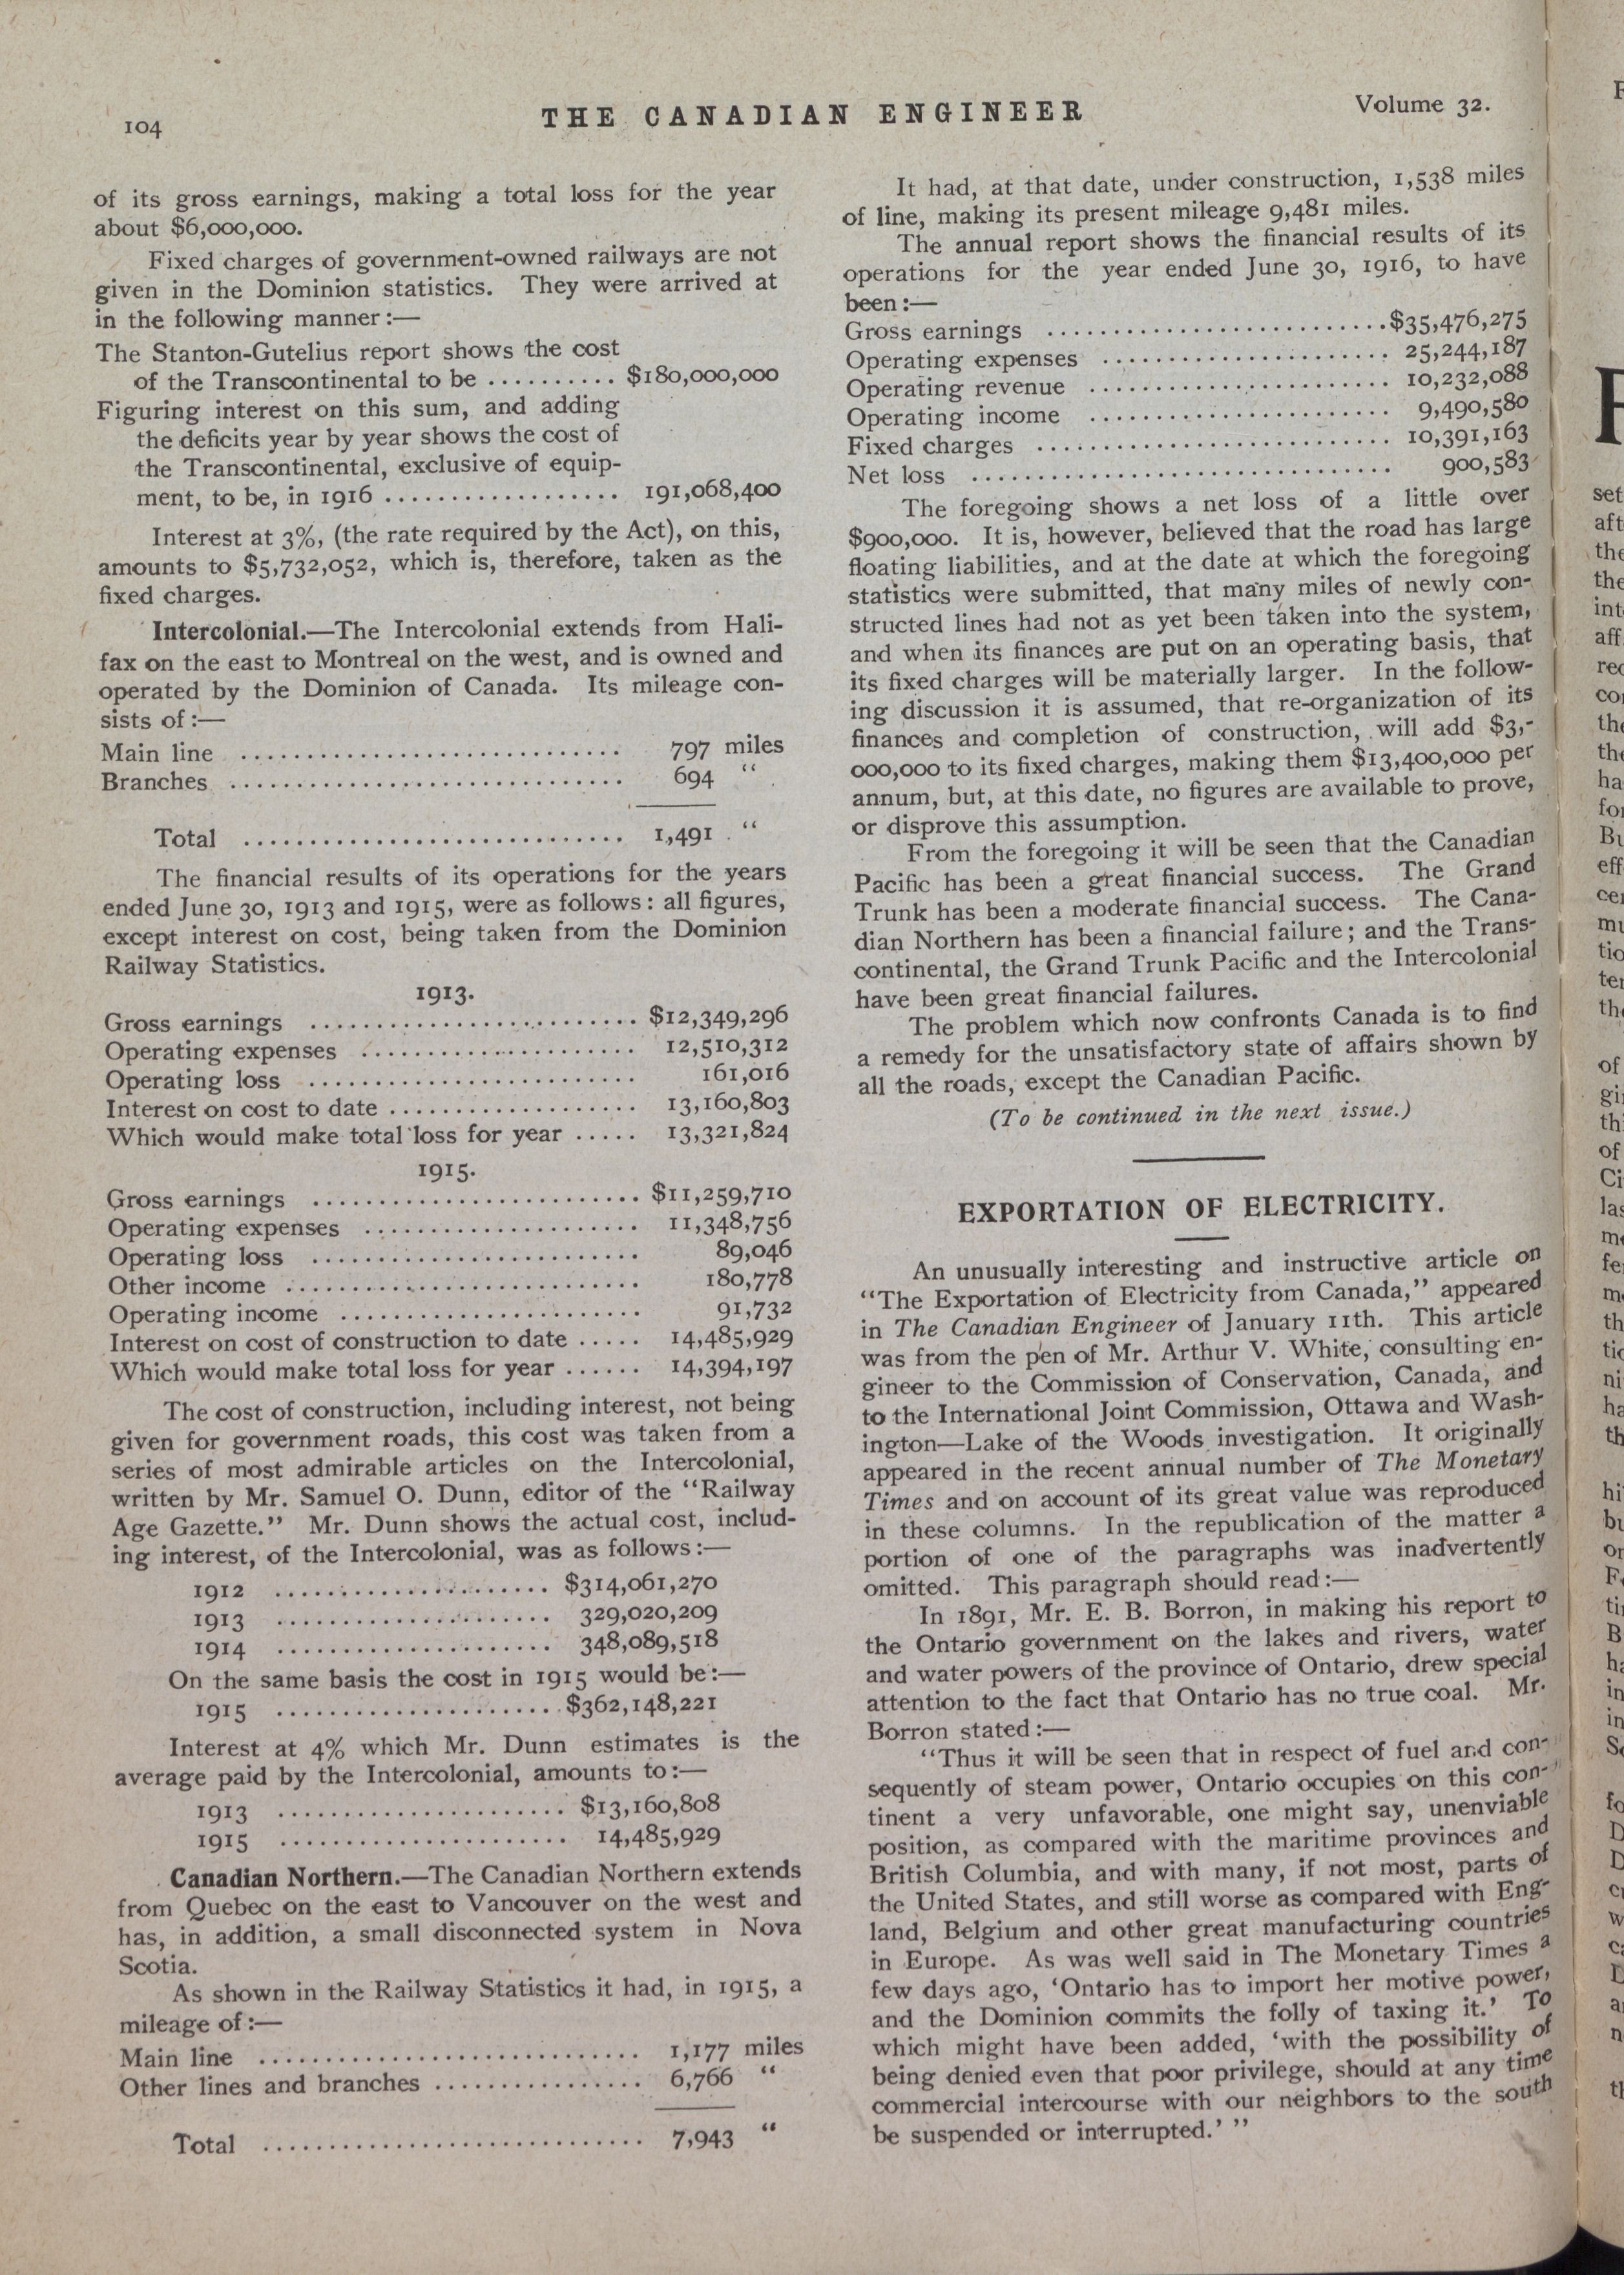 104
THE CANADIAN ENGINEER
Volume 32.
of its gross earnings, making a total loss for the year
about $6,000,000.
Fixed charges of government-owned railways are not
given in the Dominion statistics. They were arrived at
in the following manner:—
The Stanton-Gutelius report shows the cost
of the Transcontinental to be .......... $180,000,000
Figuring interest on this sum, and adding
the deficits year by year shows the cost of
the Transcontinental, exclusive of equip-
ment, to be, in 1916 .................. 191,068,400
Interest at 3%, (the rate required by the Act), on this,
amounts to $5,732,052, which is, therefore, taken as the
fixed charges.
Intercolonial.—The Intercolonial extends from Hali-
fax on the east to Montreal on the west, and is owned and
operated by the Dominion of Canada. Its mileage con-
sists of:—
Main line ............................. 797 miles
Branches .............................. 694 “
Total ............................. 1,491 “
The financial results of its operations for the years
ended June 30, 1913 and 1915, were as follows: all figures,
except interest on cost, being taken from the Dominion
Railway Statistics.
1913.
Gross earnings ......................... $12,349,296
Operating expenses ..................... 12,510,312
Operating loss ......................... 161,016
Interest on cost to date ................... 13,160,803
Which would make total loss for year ..... 13,321,824
1915.
Gross earnings ......................... $11,259,710
Operating expenses ..................... 11,348,756
Operating loss ......................... 89,046
Other income ........................... 180,778
Operating income ....................... 91,732
Interest on cost of construction to date ..... 14,485,929
Which would make total loss for year ...... 14,394,197
The cost of construction, including interest, not being
given for government roads, this cost was taken from a
series of most admirable articles on the Intercolonial,
written by Mr. Samuel O. Dunn, editor of the “Railway
Age Gazette.” Mr. Dunn shows the actual cost, includ-
ing interest, of the Intercolonial, was as follows:—
1912 ..................... $314,061,270
1913 ..................... 329,020,209
1914 ..................... 348,089,518
On the same basis the cost in 1915 would be:—
1915 ..................... $362,148,221
Interest at 4% which Mr. Dunn estimates is the
average paid by the Intercolonial, amounts to:—
1913 ...................... $13,160,808
1915 ...................... 14,485,929
Canadian Northern.—The Canadian Northern extends
from Quebec on the east to Vancouver on the west and
has, in addition, a small disconnected system in Nova
Scotia.
As shown in the Railway Statistics it had, in 1915, a
mileage of:—
Main line ............................. 1,177 miles
Other lines and branches ................ 6,766 “
Total ............................. 7,943 “
It had, at that date, under construction, 1,538 miles
of line, making its present mileage 9,481 miles.
The annual report shows the financial results of its
operations for the year ended June 30, 1916, to have
been:—
Gross earnings ..........................$35,476,275
Operating expenses ...................... 25,244,187
Operating revenue ....................... 10,232,088
Operating income ....................... 9,490,580
Fixed charges ........................... 10,391,163
Net loss ................................ 900,583
The foregoing shows a net loss of a little over
$900,000. It is, however, believed that the road has large
floating liabilities, and at the date at which the foregoing
statistics were submitted, that many miles of newly con-
structed lines had not as yet been taken into the system,
and when its finances are put on an operating basis, that
its fixed charges will be materially larger. In the follow-
ing discussion it is assumed, that re-organization of its
finances and completion of construction, will add $3,-
000,000 to its fixed charges, making them $13,400,000 per
annum, but, at this date, no figures are available to prove,
or disprove this assumption.
From the foregoing it will be seen that the Canadian
Pacific has been a great financial success. The Grand
Trunk has been a moderate financial success. The Cana-
dian Northern has been a financial failure; and the Trans-
continental, the Grand Trunk Pacific and the Intercolonial
have been great financial failures.
The problem which now confronts Canada is to find
a remedy for the unsatisfactory state of affairs shown by
all the roads, except the Canadian Pacific.
(To be continued in the next issue.)
EXPORTATION OF ELECTRICITY.
An unusually interesting and instructive article on
“The Exportation of Electricity from Canada,” appeared
in The Canadian Engineer of January 11th. This article
was from the pen of Mr. Arthur V. White, consulting en-
gineer to the Commission of Conservation, Canada, and
to the International Joint Commission, Ottawa and Wash-
ington—Lake of the Woods investigation. It originally
appeared in the recent annual number of The Monetary
Times and on account of its great value was reproduced
in these columns. In the republication of the matter a
portion of one of the paragraphs was inadvertently
omitted. This paragraph should read:—
In 1891, Mr. E. B. Borron, in making his report to
the Ontario government on the lakes and rivers, water
and water powers of the province of Ontario, drew special
attention to the fact that Ontario has no true coal. Mr.
Borron stated:—
“Thus it will be seen that in respect of fuel and con-
sequently of steam power, Ontario occupies on this con-
tinent a very unfavorable, one might say, unenviable
position, as compared with the maritime provinces and
British Columbia, and with many, if not most, parts of
the United States, and still worse as compared with Eng-
land, Belgium and other great manufacturing countries
in Europe. As was well said in The Monetary Times a
few days ago, ‘Ontario has to import her motive power,
and the Dominion commits the folly of taxing it.’ To
which might have been added, ‘with the possibility of
being denied even that poor privilege, should at any time
commercial intercourse with our neighbors to the south
be suspended or interrupted.’ ”